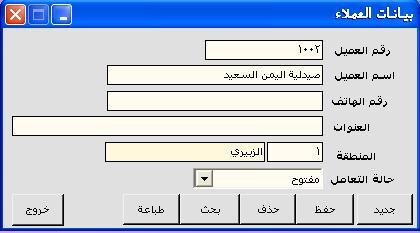 بيانات العملاء
رقم العميل ١٠٠٢
اسم العميل صيدلية اليمن السعيد
رقم الهاتف
العنوان
المنطقة ١ الزبيري
حالة التعامل مفتوح
جديد حفظ حذف بحث طباعة خروج